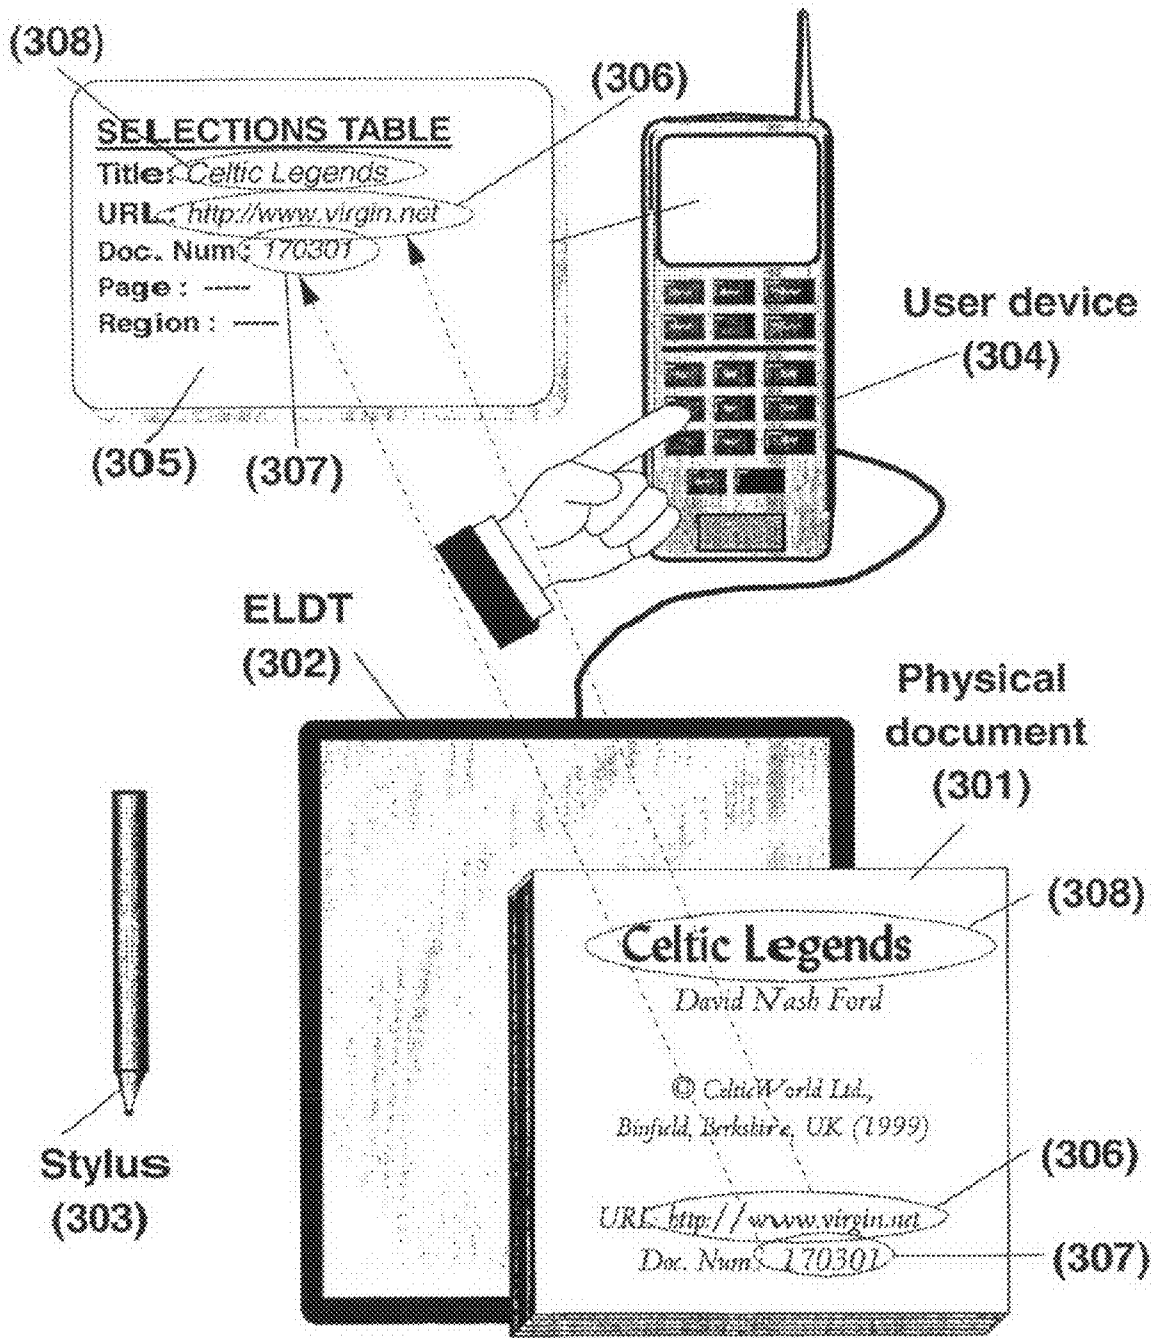 (308)
(306)
SELECTIONS TABLE
Title: Celtic Legends
URL: http://www.virgin.net
Doc. Num: 170301
Page : ----
Region : ----
User device
(304)
(305)
(307)
ELDT
(302)
Physical
document
(301)
(308)
Celtic Legends
David Nash Ford
© CelticWorld Ltd.,
Binfield, Berkshire, UK (1999)
Stylus
(303)
(306)
URL: http://www.virgin.net
Doc. Num: 170301
(307)